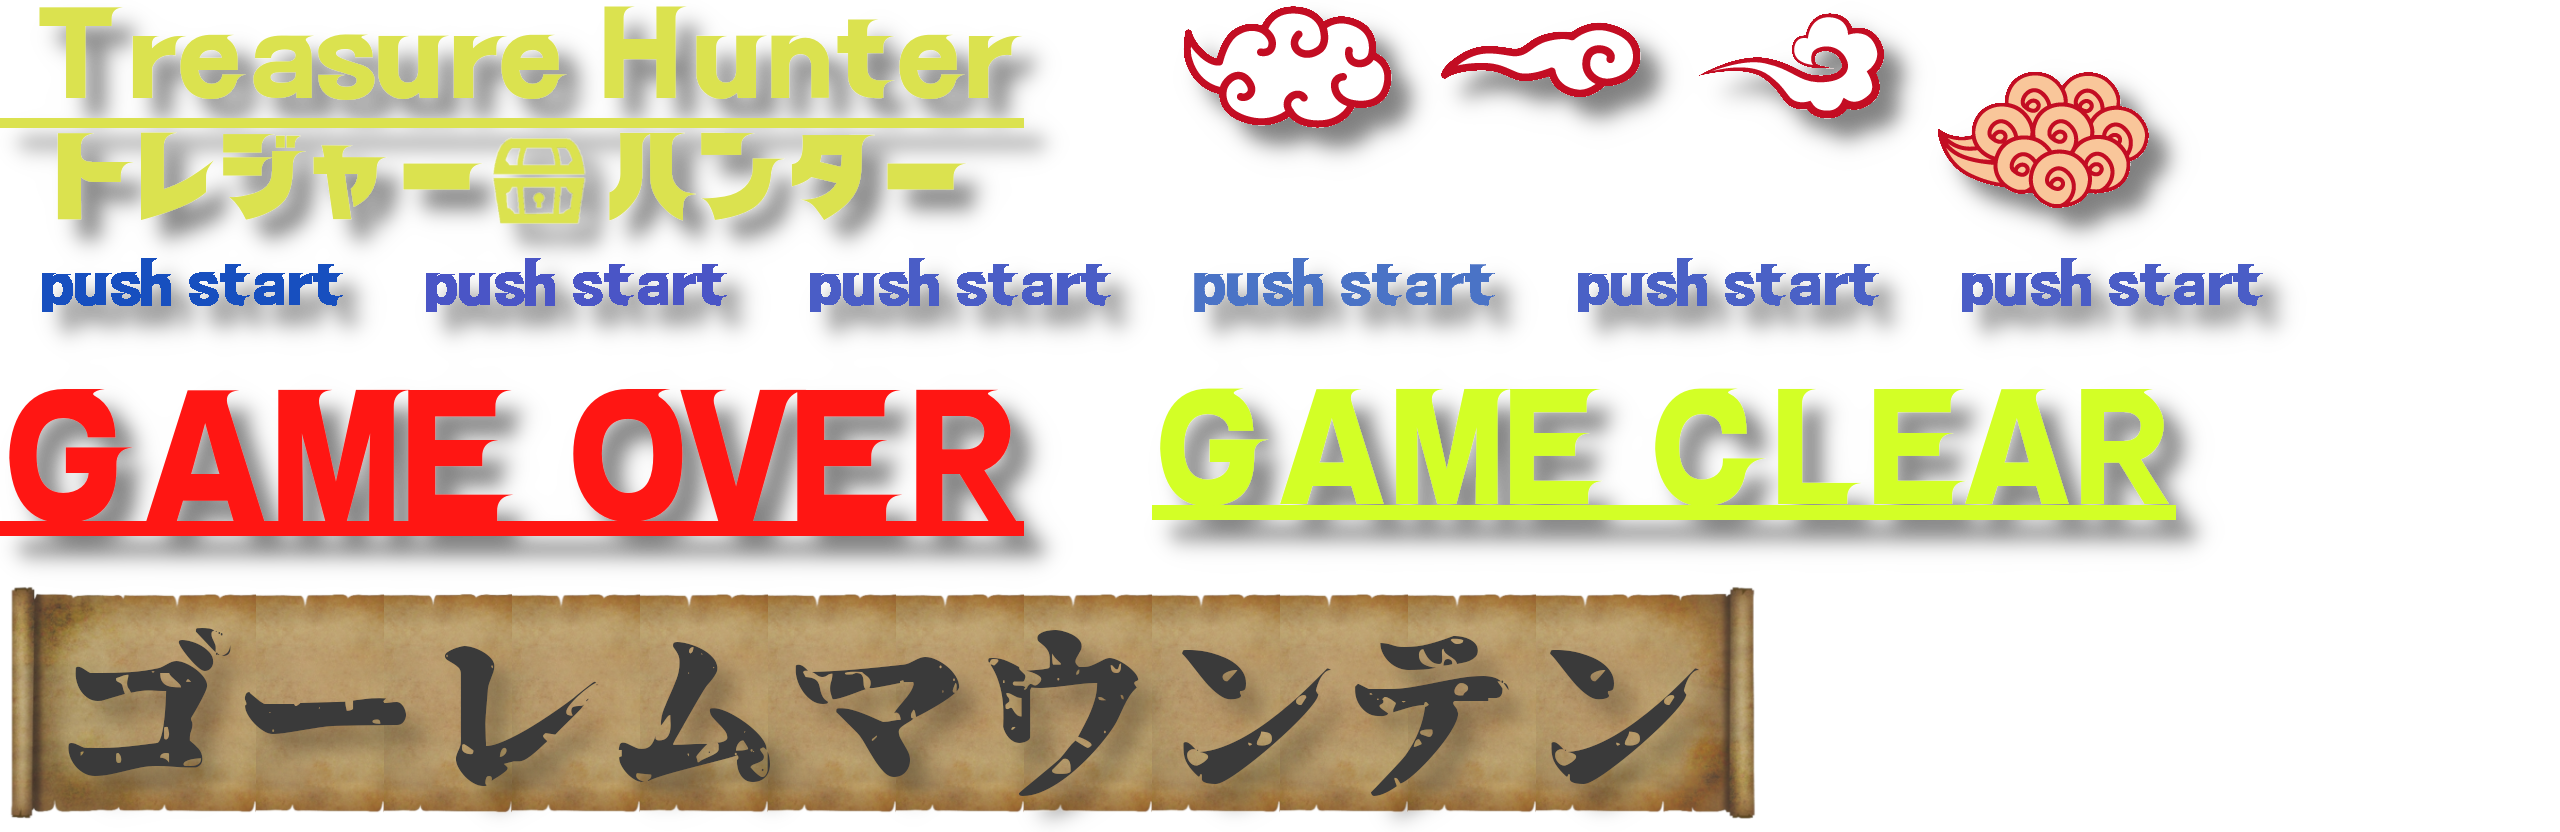 Treasure Hunter
トレジャーハンター
push start push start push start push start push start push start
GAME OVER
GAME CLEAR
ゴーレムマウンテン